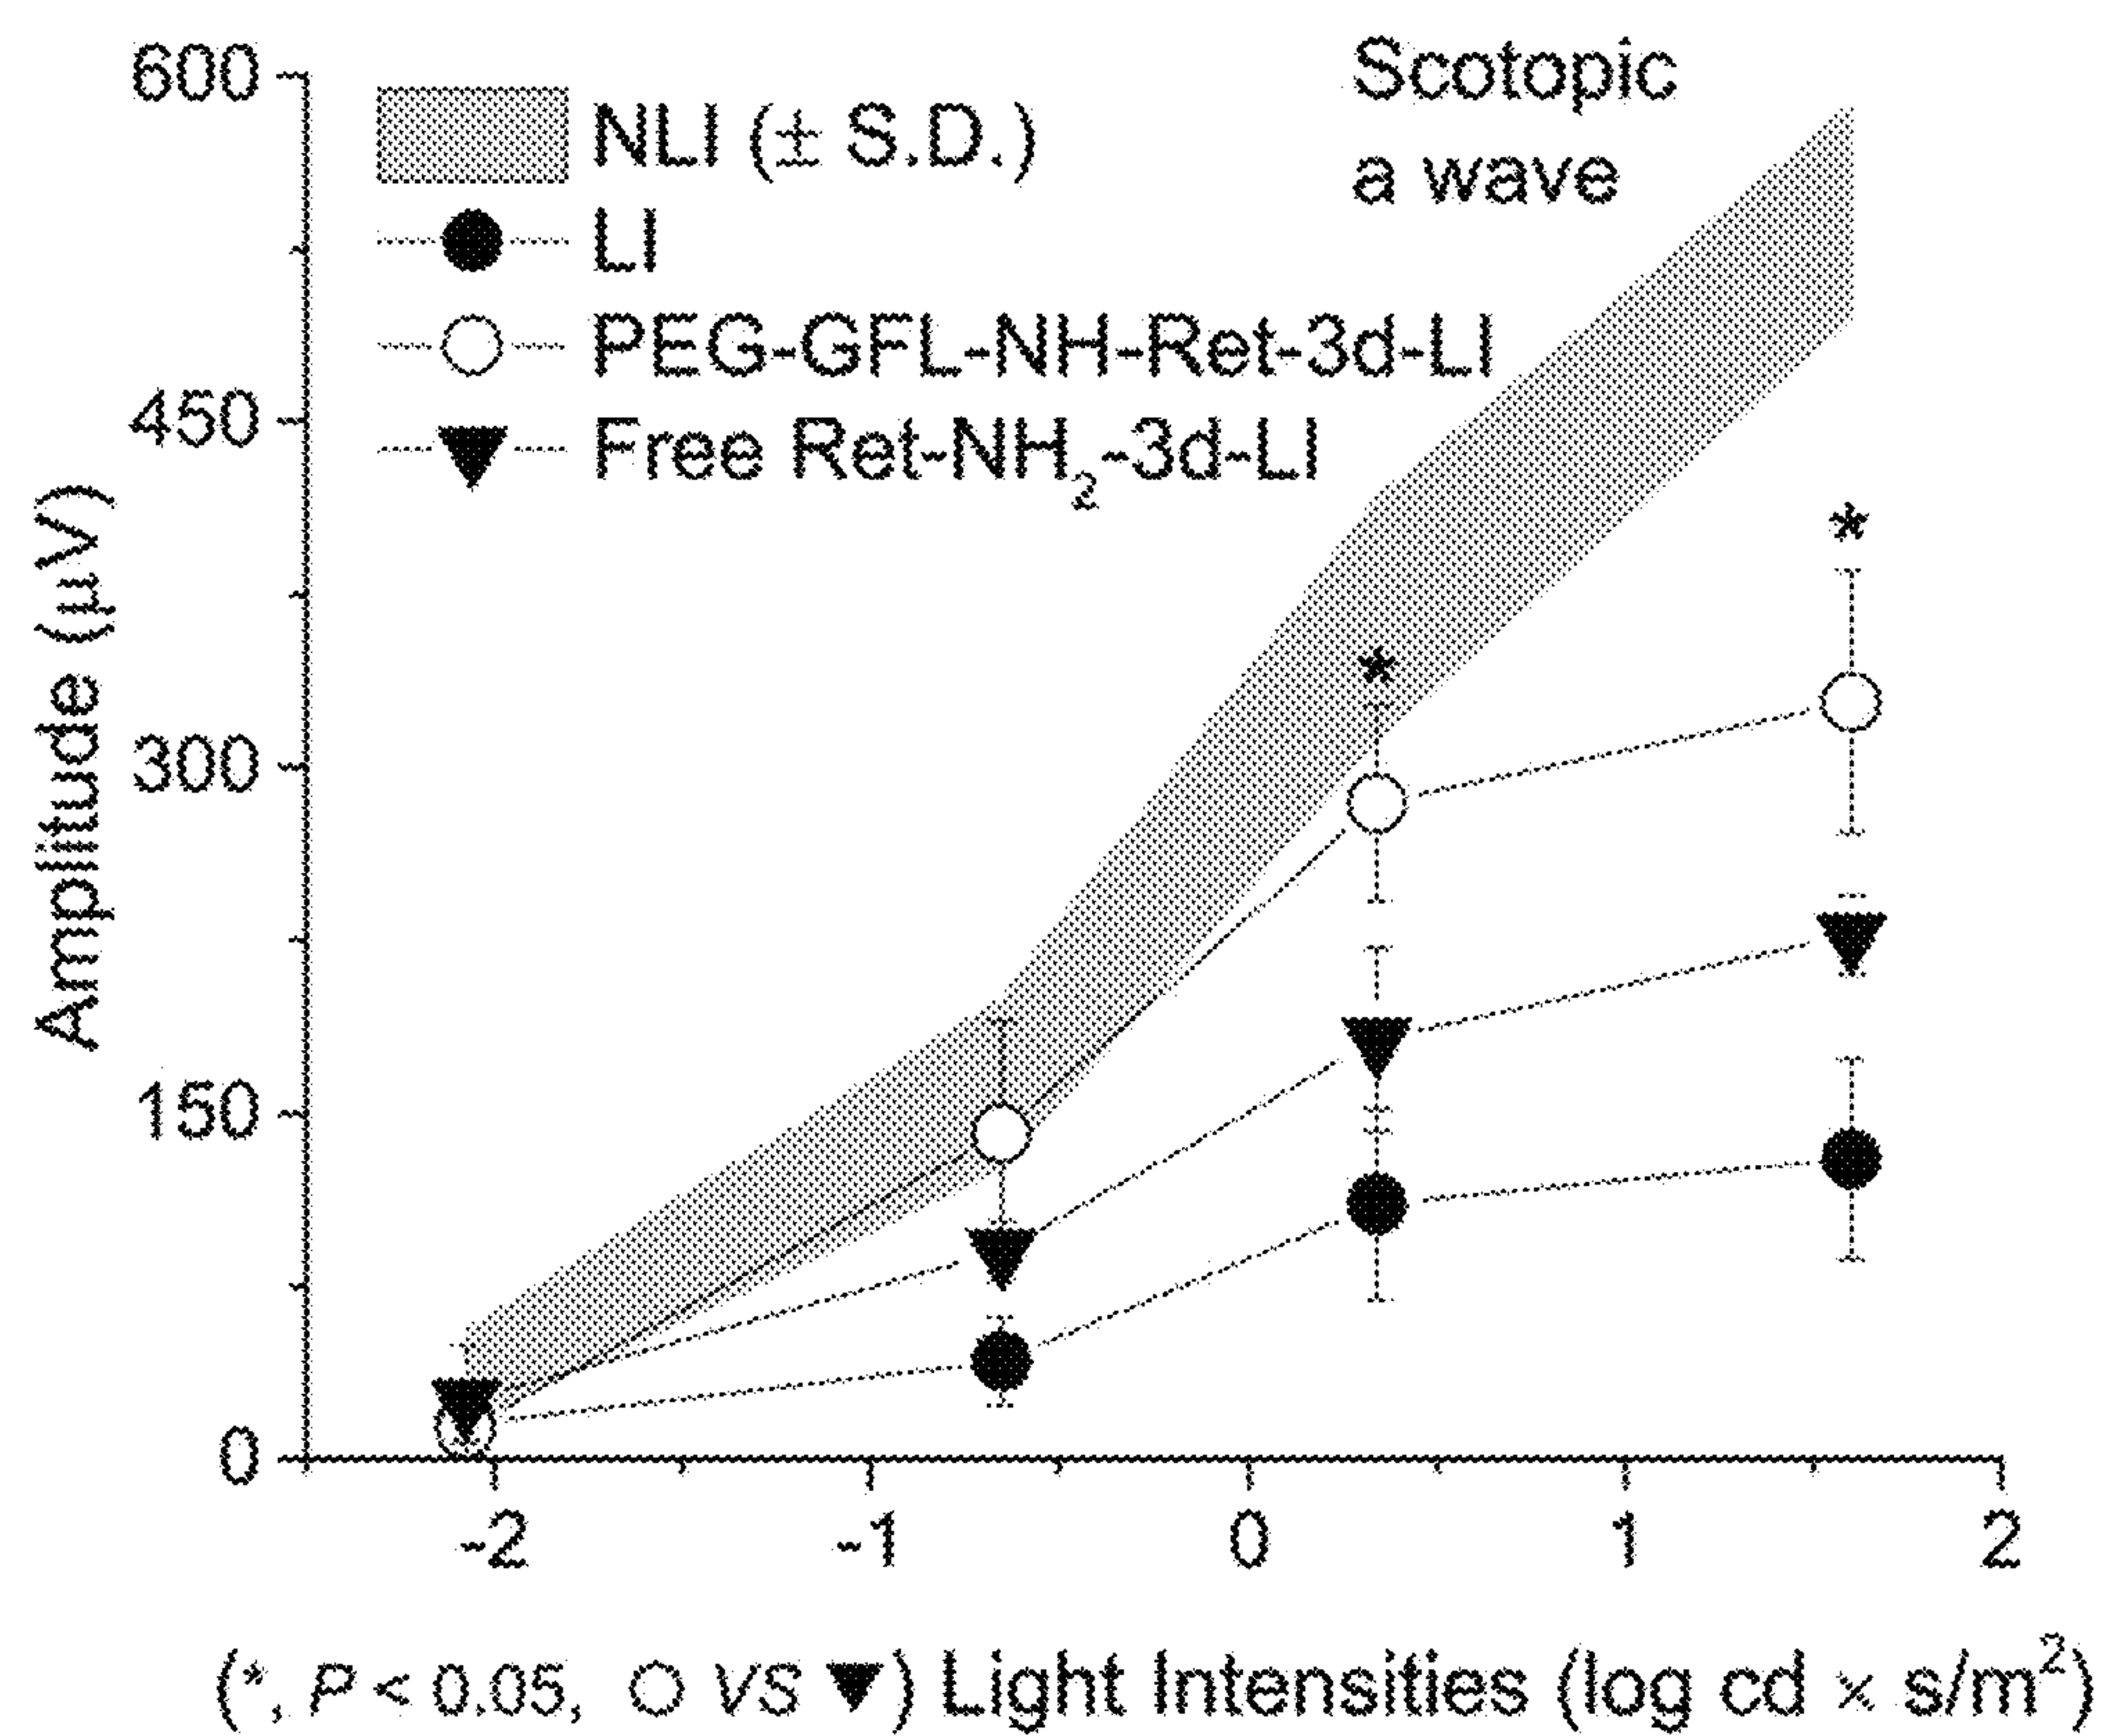 Scotopic
a wave
NLI (± S.D.)
LI
PEG-GFL-NH-Ret-3d-LI
Free Ret-NH₂-3d-LI
Amplitude (µV)
600
450
300
150
0
*
*
-2 -1 0 1 2
(*, P < 0.05, ○ VS ▼) Light Intensities (log cd × s/m²)